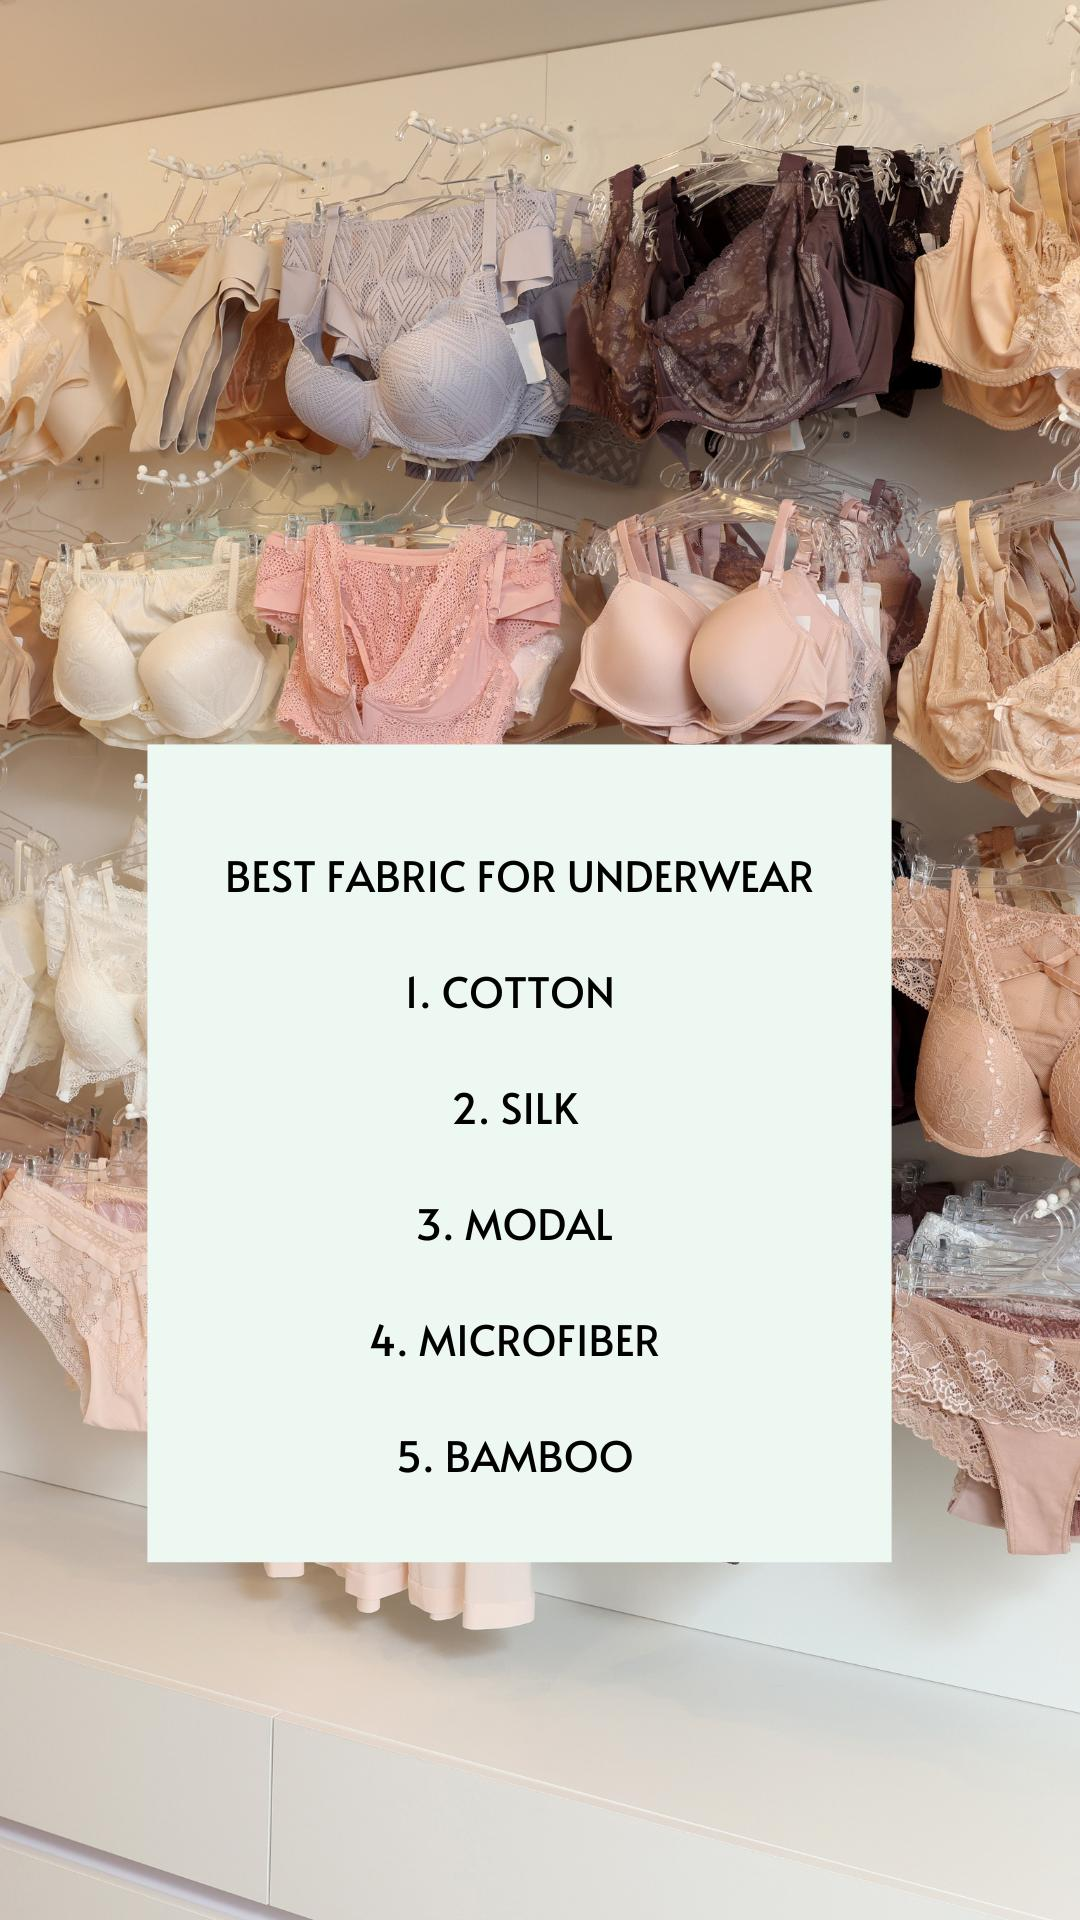 BEST FABRIC FOR UNDERWEAR
1. COTTON
2. SILK
3. MODAL
4. MICROFIBER
5. BAMBOO